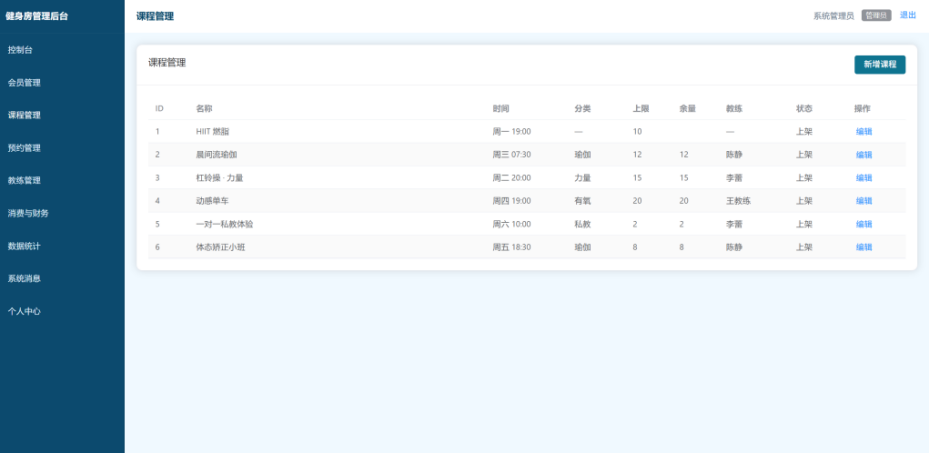 健身房管理后台
课程管理
系统管理员 管理员 退出
控制台
会员管理
课程管理
预约管理
教练管理
消费与财务
数据统计
系统消息
个人中心
课程管理
新增课程
ID 名称 时间 分类 上限 余量 教练 状态 操作
1 HIIT 燃脂 周一 19:00 — 10 — 上架 编辑
2 晨间流瑜伽 周三 07:30 瑜伽 12 12 陈静 上架 编辑
3 杠铃操 · 力量 周二 20:00 力量 15 15 李蕾 上架 编辑
4 动感单车 周四 19:00 有氧 20 20 王教练 上架 编辑
5 一对一私教体验 周六 10:00 私教 2 2 李蕾 上架 编辑
6 体态矫正小班 周五 18:30 瑜伽 8 8 陈静 上架 编辑